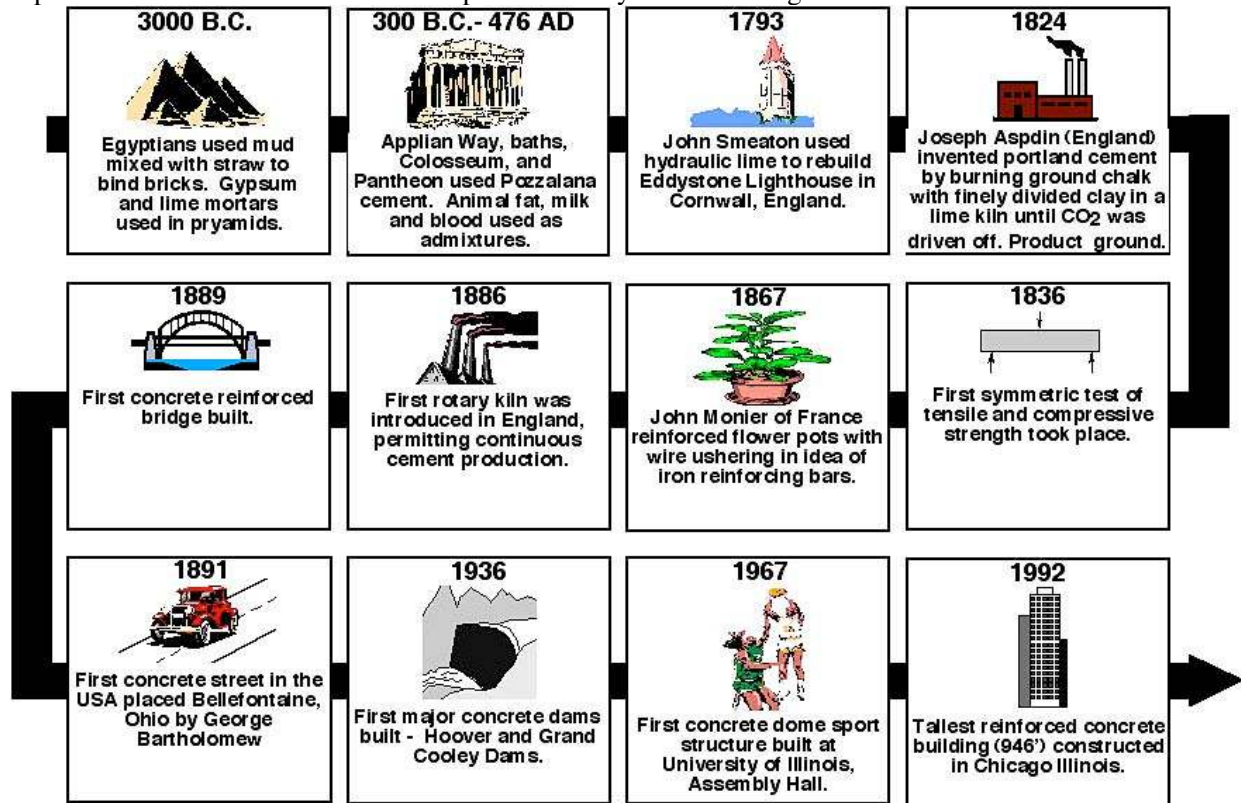 3000 B.C.
Egyptians used mud
mixed with straw to
bind bricks. Gypsum
and lime mortars
used in pryamids.
300 B.C.- 476 AD
Applian Way, baths,
Colosseum, and
Pantheon used Pozzalana
cement. Animal fat, milk
and blood used as
admixtures.
1793
John Smeaton used
hydraulic lime to rebuild
Eddystone Lighthouse in
Cornwall, England.
1824
Joseph Aspdin (England)
invented portland cement
by burning ground chalk
with finely divided clay in a
lime kiln until CO2 was
driven off. Product ground.
1889
First concrete reinforced
bridge built.
1886
First rotary kiln was
introduced in England,
permitting continuous
cement production.
1867
John Monier of France
reinforced flower pots with
wire ushering in idea of
iron reinforcing bars.
1836
First symmetric test of
tensile and compressive
strength took place.
1891
First concrete street in the
USA placed Bellefontaine,
Ohio by George
Bartholomew
1936
First major concrete dams
built - Hoover and Grand
Cooley Dams.
1967
First concrete dome sport
structure built at
University of Illinois,
Assembly Hall.
1992
Tallest reinforced concrete
building (946') constructed
in Chicago Illinois.